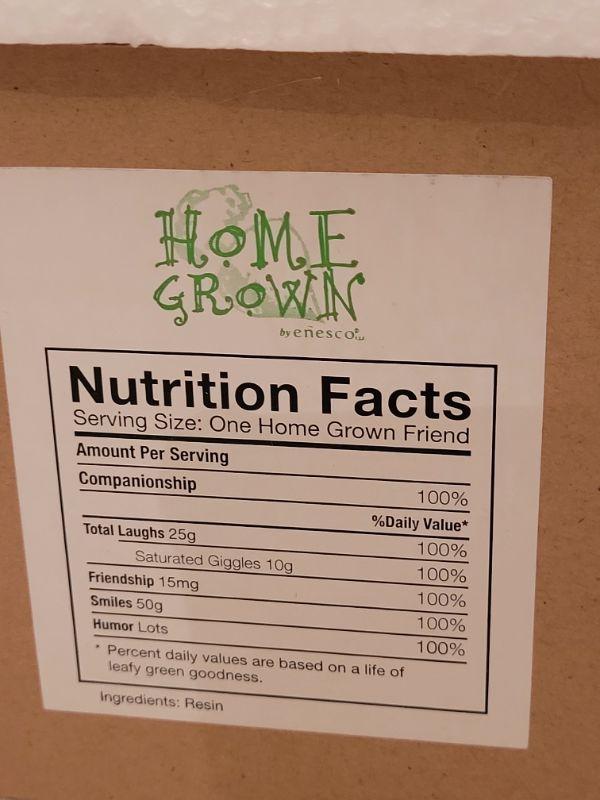 HOME
GROWN
by enesco
Nutrition Facts
Serving Size: One Home Grown Friend
Amount Per Serving
Companionship 100%
%Daily Value*
Total Laughs 25g 100%
Saturated Giggles 10g 100%
Friendship 15mg 100%
Smiles 50g 100%
Humor Lots 100%
* Percent daily values are based on a life of
leafy green goodness.
Ingredients: Resin